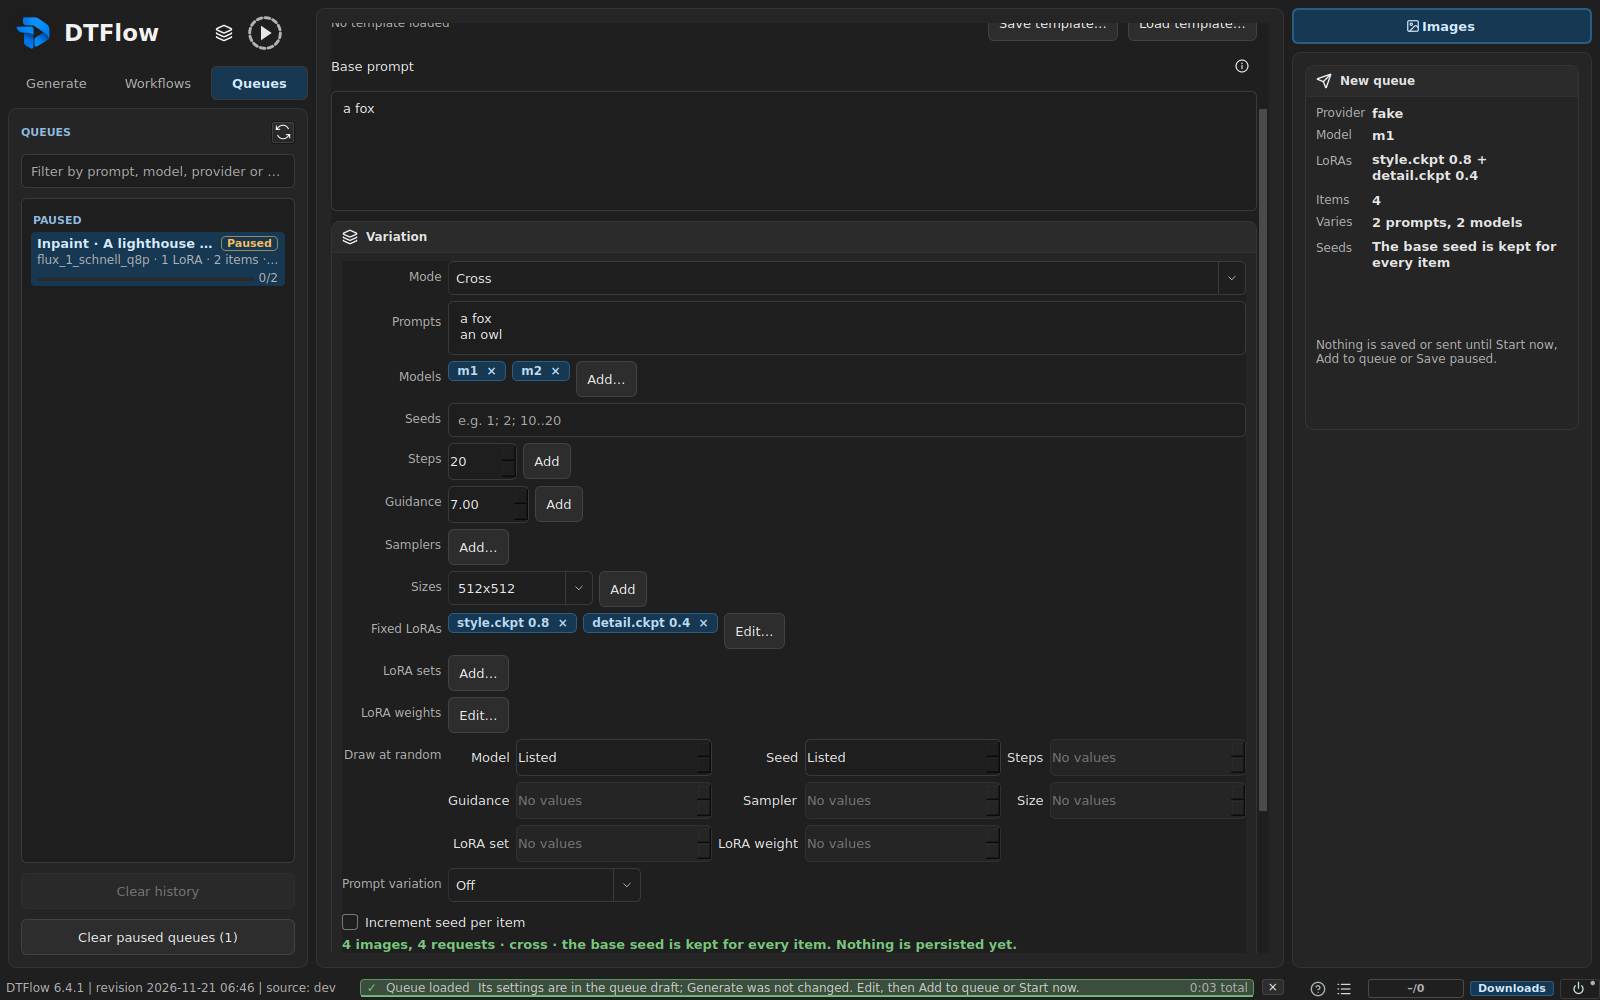 DTFlow
Generate
Workflows
Queues
QUEUES
Filter by prompt, model, provider or ...
PAUSED
Inpaint · A lighthouse ...
Paused
flux_1_schnell_q8p · 1 LoRA · 2 items ·...
0/2
Clear history
Clear paused queues (1)
No template loaded
Save template...
Load template...
Base prompt
a fox
Variation
Mode
Cross
Prompts
a fox
an owl
Models
m1 ×
m2 ×
Add...
Seeds
e.g. 1; 2; 10..20
Steps
20
Add
Guidance
7.00
Add
Samplers
Add...
Sizes
512x512
Add
Fixed LoRAs
style.ckpt 0.8 ×
detail.ckpt 0.4 ×
Edit...
LoRA sets
Add...
LoRA weights
Edit...
Draw at random
Model
Listed
Seed
Listed
Steps
No values
Guidance
No values
Sampler
No values
Size
No values
LoRA set
No values
LoRA weight
No values
Prompt variation
Off
Increment seed per item
4 images, 4 requests · cross · the base seed is kept for every item. Nothing is persisted yet.
Images
New queue
Provider
fake
Model
m1
LoRAs
style.ckpt 0.8 +
detail.ckpt 0.4
Items
4
Varies
2 prompts, 2 models
Seeds
The base seed is kept for
every item
Nothing is saved or sent until Start now,
Add to queue or Save paused.
DTFlow 6.4.1 | revision 2026-11-21 06:46 | source: dev
✓ Queue loaded Its settings are in the queue draft; Generate was not changed. Edit, then Add to queue or Start now.
0:03 total
×
–/0
Downloads